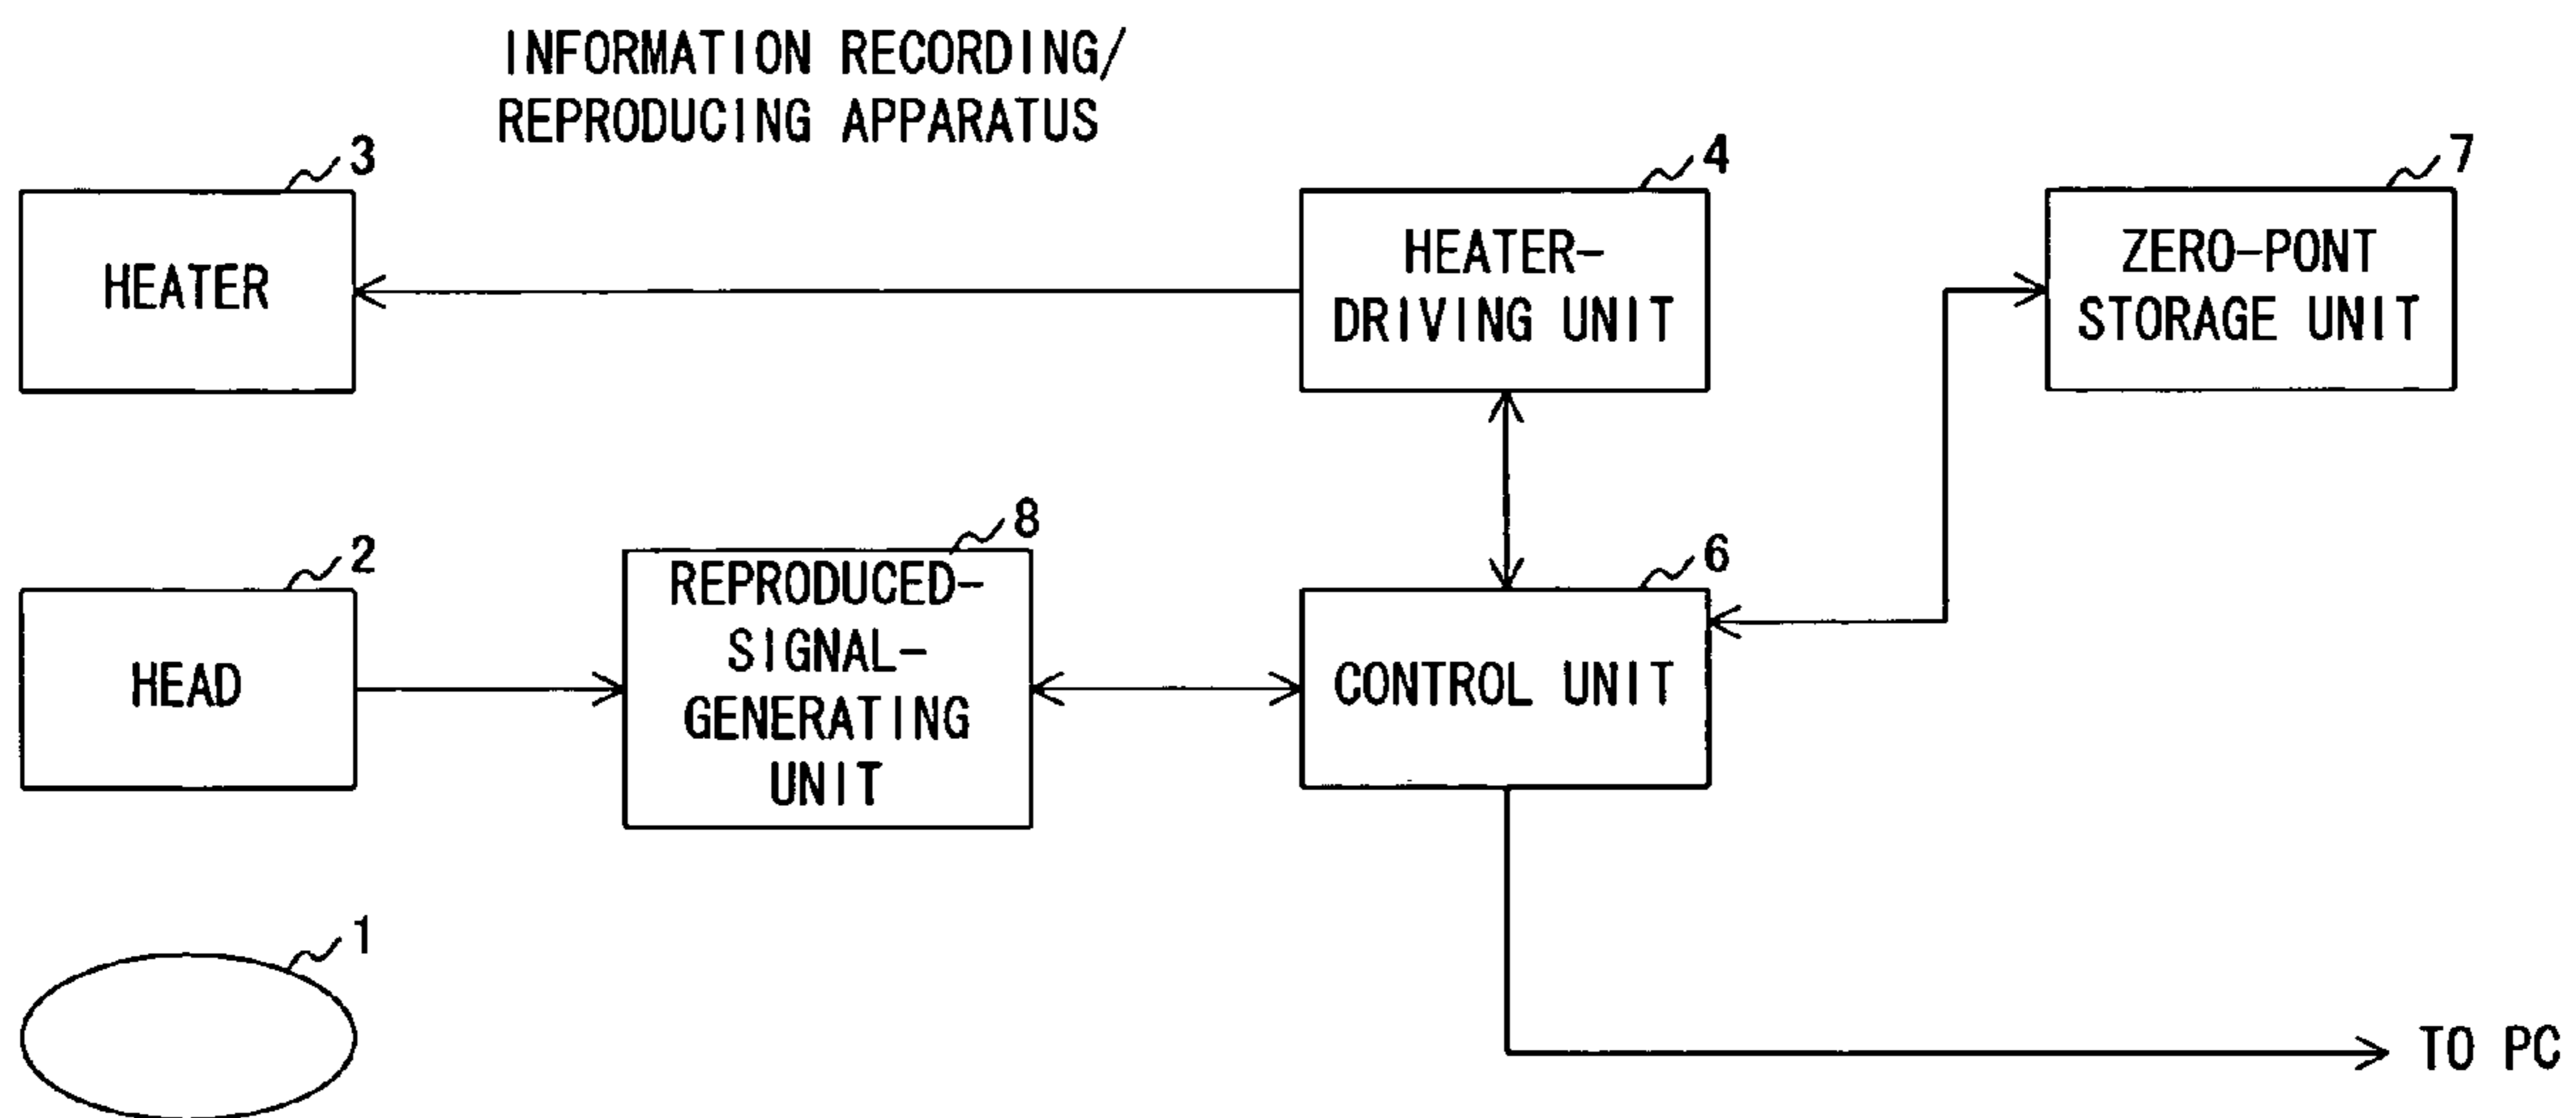 INFORMATION RECORDING/
REPRODUCING APPARATUS
3
HEATER
4
HEATER-
DRIVING UNIT
7
ZERO-PONT
STORAGE UNIT
2
HEAD
8
REPRODUCED-
SIGNAL-
GENERATING
UNIT
6
CONTROL UNIT
1
TO PC